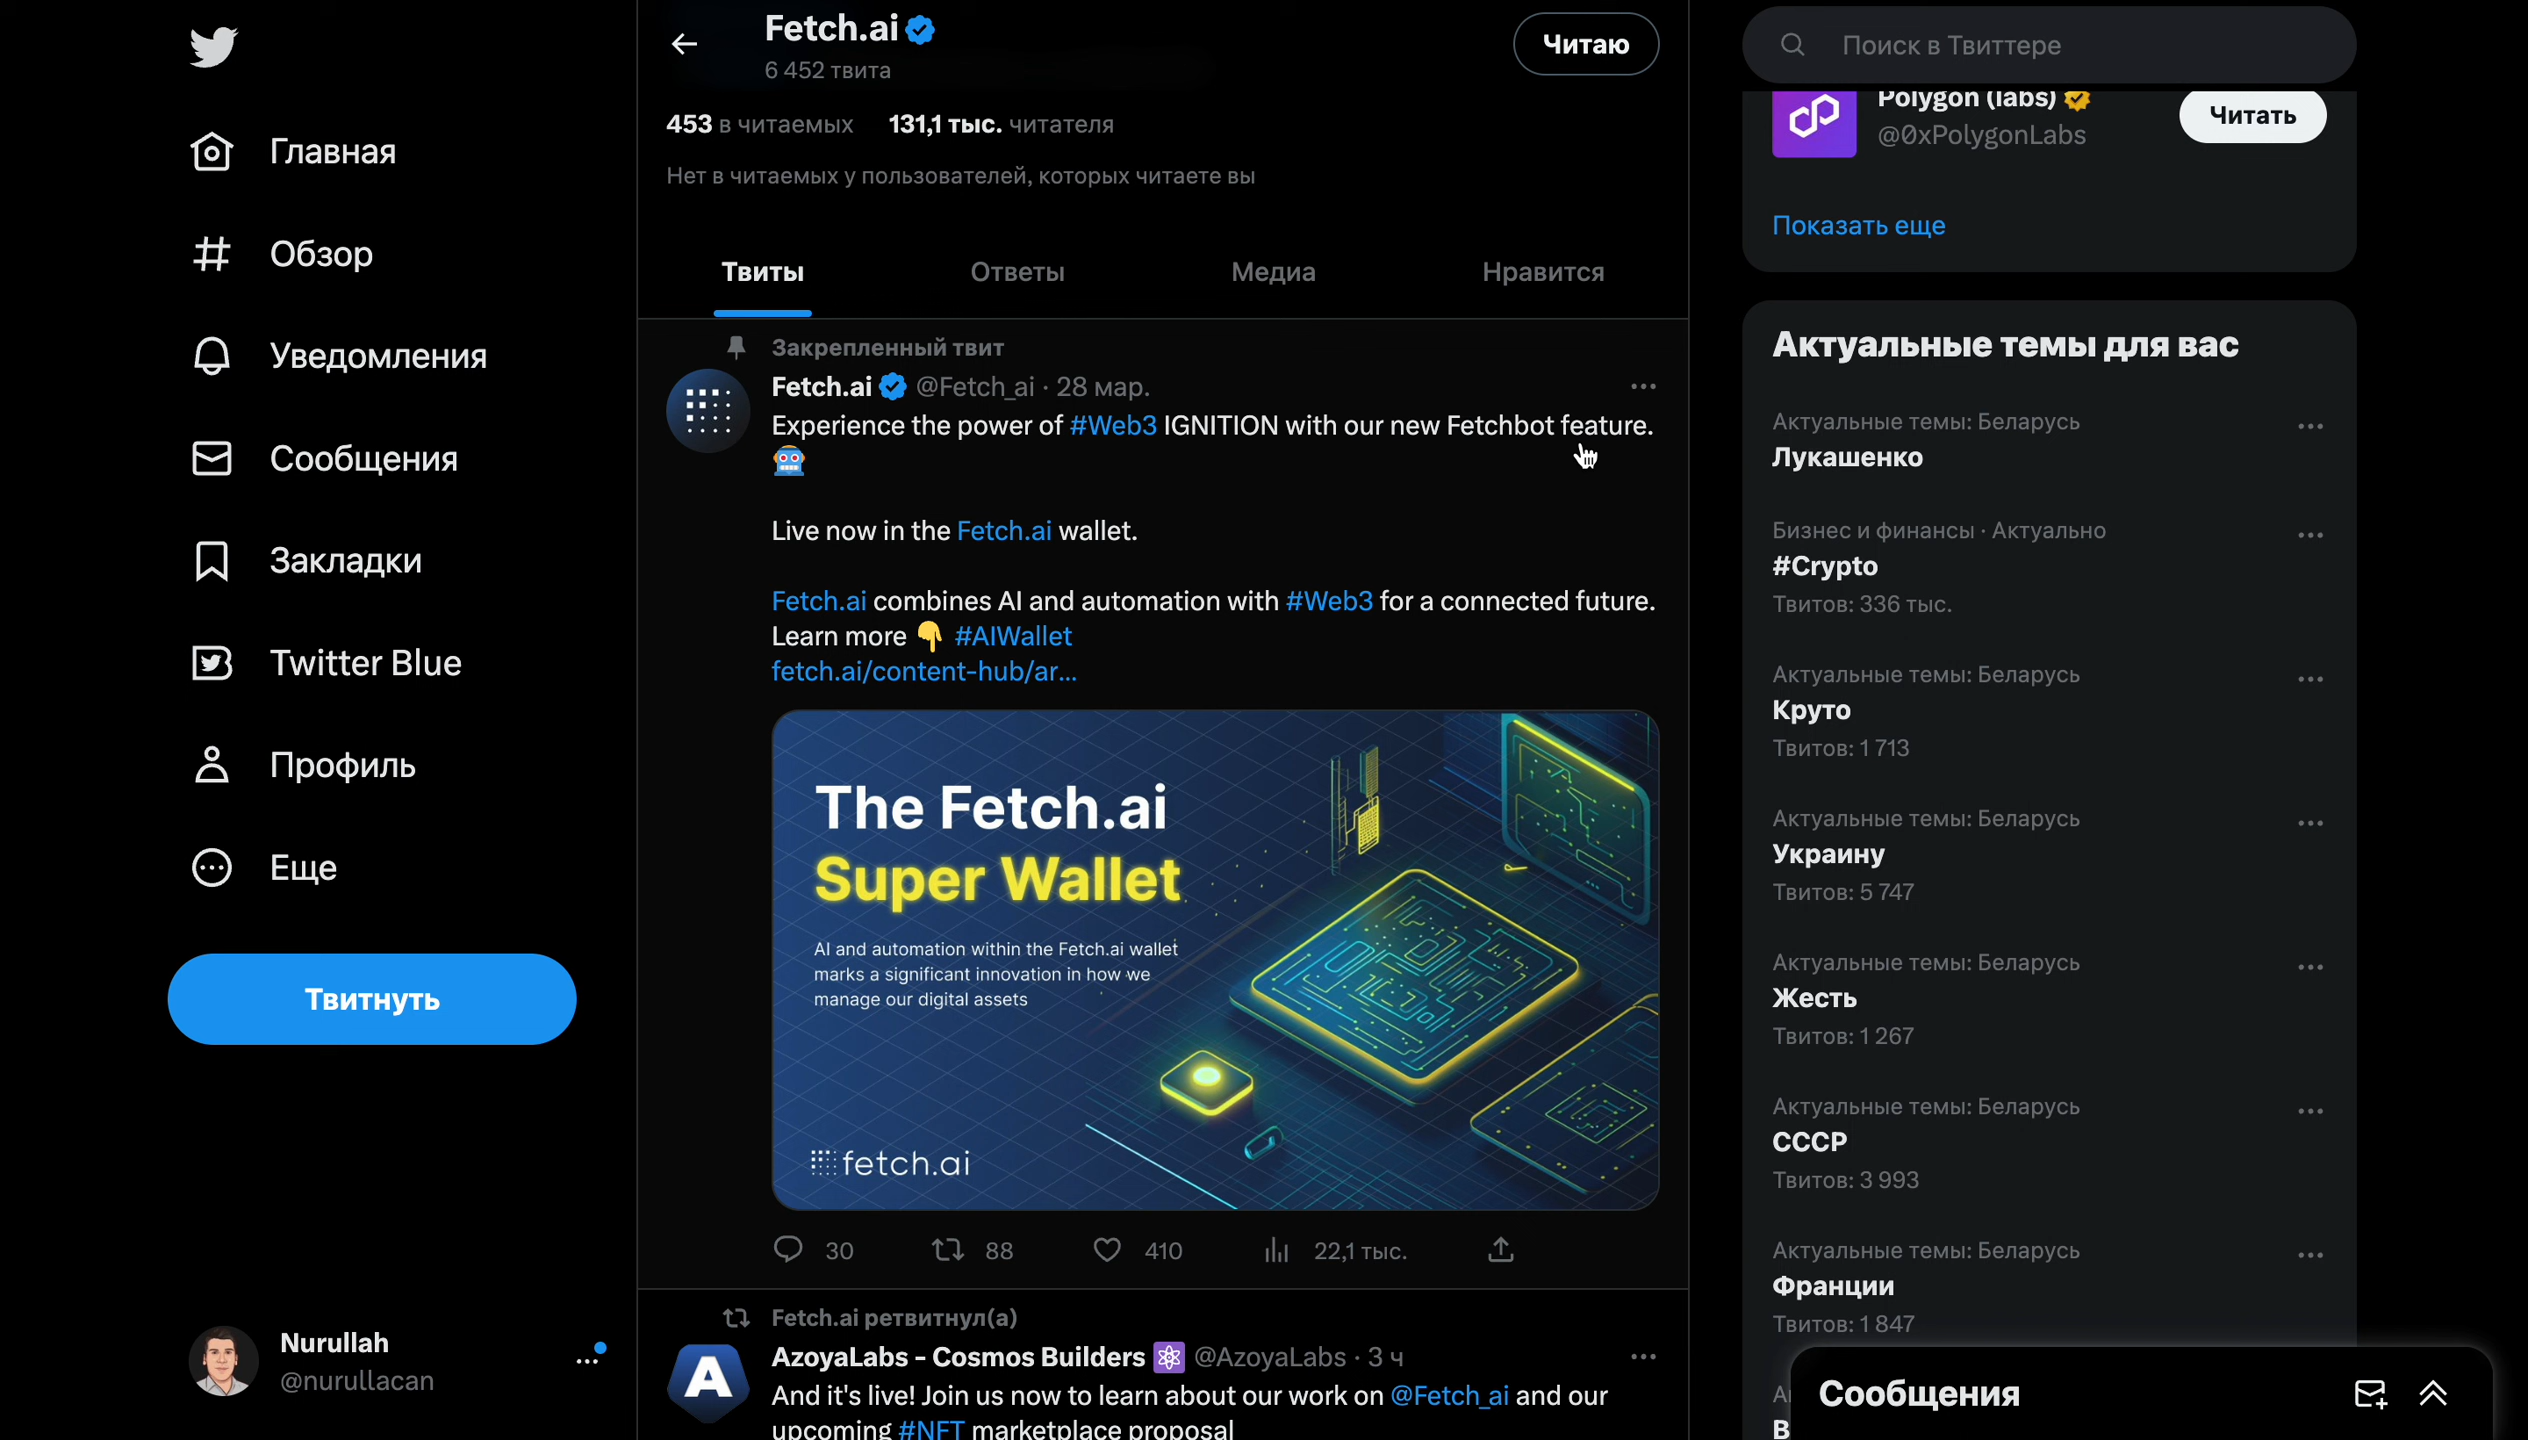 Главная
Обзор
Уведомления
Сообщения
Закладки
Twitter Blue
Профиль
Еще
Твитнуть
Nurullah
@nurullacan
Fetch.ai
6 452 твита
Читаю
453 в читаемых 131,1 тыс. читателя
Нет в читаемых у пользователей, которых читаете вы
Твиты Ответы Медиа Нравится
Закрепленный твит
Fetch.ai @Fetch_ai · 28 мар.
Experience the power of #Web3 IGNITION with our new Fetchbot feature.
Live now in the Fetch.ai wallet.
Fetch.ai combines AI and automation with #Web3 for a connected future.
Learn more 👇 #AIWallet
fetch.ai/content-hub/ar...
The Fetch.ai
Super Wallet
AI and automation within the Fetch.ai wallet
marks a significant innovation in how we
manage our digital assets
fetch.ai
30 88 410 22,1 тыс.
Fetch.ai ретвитнул(а)
AzoyaLabs - Cosmos Builders @AzoyaLabs · 3 ч
And it's live! Join us now to learn about our work on @Fetch_ai and our
upcoming #NFT marketplace proposal
Поиск в Твиттере
Polygon (labs)
@0xPolygonLabs
Читать
Показать еще
Актуальные темы для вас
Актуальные темы: Беларусь
Лукашенко
Бизнес и финансы · Актуально
#Crypto
Твитов: 336 тыс.
Актуальные темы: Беларусь
Круто
Твитов: 1 713
Актуальные темы: Беларусь
Украину
Твитов: 5 747
Актуальные темы: Беларусь
Жесть
Твитов: 1 267
Актуальные темы: Беларусь
СССР
Твитов: 3 993
Актуальные темы: Беларусь
Франции
Твитов: 1 847
Сообщения